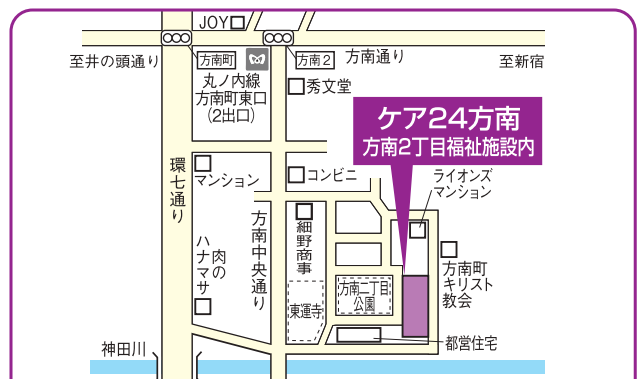 JOY
方南町
方南2
方南通り
至井の頭通り
至新宿
丸ノ内線
方南町東口
(2出口)
秀文堂
ケア24方南
方南2丁目福祉施設内
環七通り
マンション
コンビニ
ライオンズ
マンション
方南中央通り
細野商事
肉の
ハナマサ
方南町
キリスト
教会
東運寺
方南二丁目
公園
都営住宅
神田川